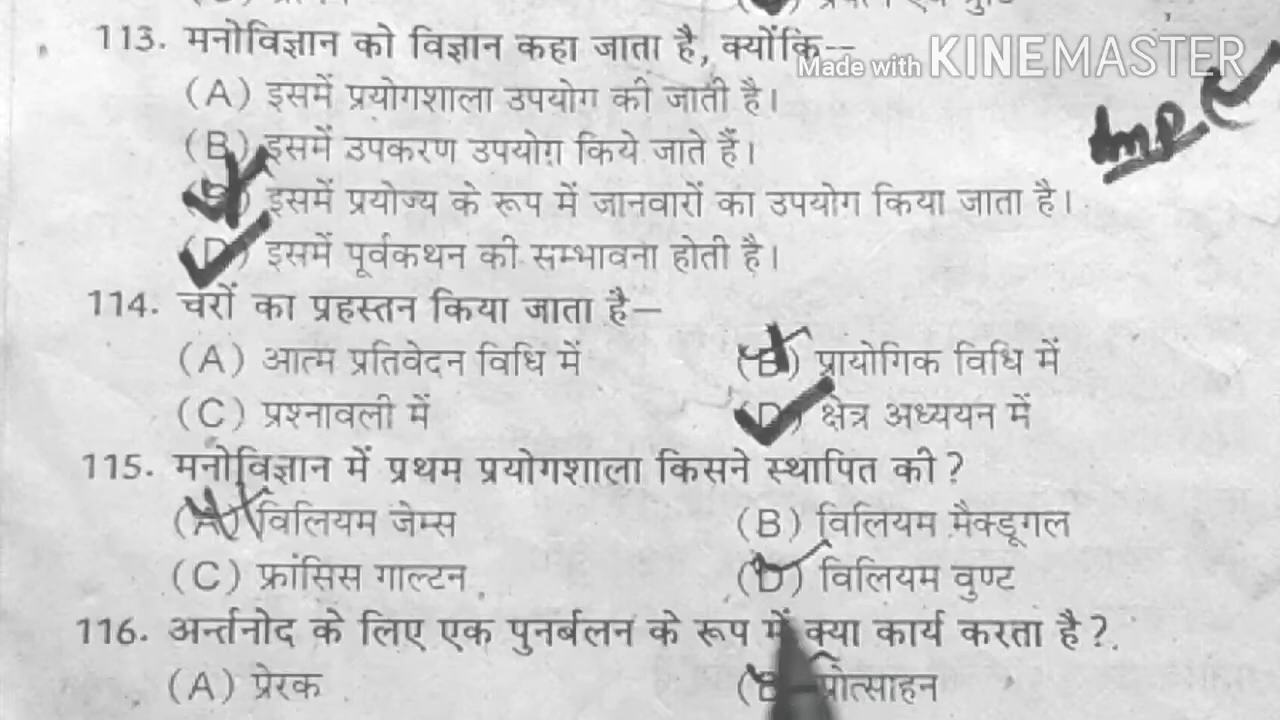 113. मनोविज्ञान को विज्ञान कहा जाता है, क्योंकि—
Made with KINEMASTER
(A) इसमें प्रयोगशाला उपयोग की जाती है।
Imp
(B) इसमें उपकरण उपयोग किये जाते हैं।
(C) इसमें प्रयोज्य के रूप में जानवारों का उपयोग किया जाता है।
(D) इसमें पूर्वकथन की सम्भावना होती है।
114. चरों का प्रहस्तन किया जाता है—
(A) आत्म प्रतिवेदन विधि में (B) प्रायोगिक विधि में
(C) प्रश्नावली में (D) क्षेत्र अध्ययन में
115. मनोविज्ञान में प्रथम प्रयोगशाला किसने स्थापित की ?
(A) विलियम जेम्स (B) विलियम मैक्डूगल
(C) फ्रांसिस गाल्टन (D) विलियम वुण्ट
116. अर्न्तनोद के लिए एक पुनर्बलन के रूप में क्या कार्य करता है ?
(A) प्रेरक (B) प्रोत्साहन